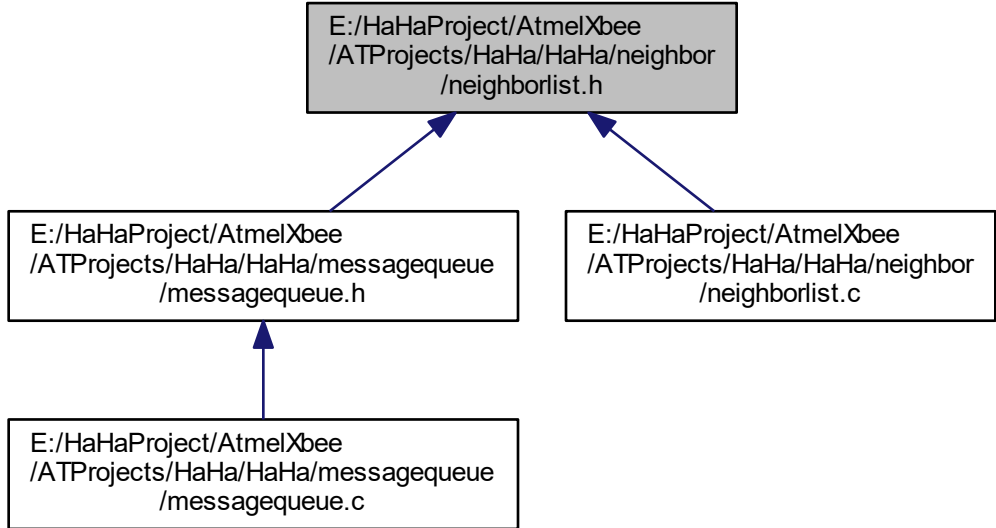 E:/HaHaProject/AtmelXbee
/ATProjects/HaHa/HaHa/neighbor
/neighborlist.h
E:/HaHaProject/AtmelXbee
/ATProjects/HaHa/HaHa/messagequeue
/messagequeue.h
E:/HaHaProject/AtmelXbee
/ATProjects/HaHa/HaHa/neighbor
/neighborlist.c
E:/HaHaProject/AtmelXbee
/ATProjects/HaHa/HaHa/messagequeue
/messagequeue.c